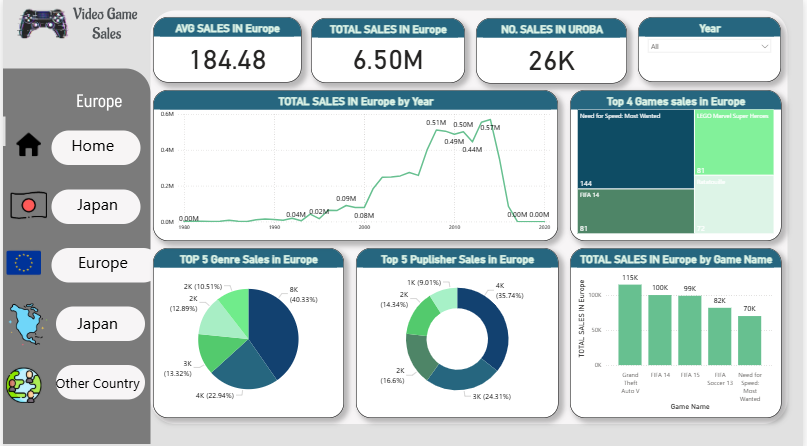 Video Game
Sales
Europe
Home
Japan
Europe
Japan
Other Country
AVG SALES IN Europe
184.48
TOTAL SALES IN Europe
6.50M
NO. SALES IN UROBA
26K
Year
All
TOTAL SALES IN Europe by Year
0.6M
0.4M
0.2M
0.0M
0.00M
0.04M
0.02M
0.09M
0.08M
0.51M
0.49M
0.50M
0.44M
0.57M
0.00M
0.00M
1980
1990
2000
2010
2020
Top 4 Games sales in Europe
Need for Speed: Most Wanted
144
LEGO Marvel Super Heroes
81
FIFA 14
81
TOP 5 Genre Sales in Europe
8K
(40.33%)
4K (22.94%)
3K
(13.32%)
2K
(12.89%)
2K (10.51%)
Top 5 Puplisher Sales in Europe
4K
(35.74%)
3K (24.31%)
2K
(16.6%)
2K
(14.34%)
1K (9.01%)
TOTAL SALES IN Europe by Game Name
TOTAL SALES IN Europe
100K
50K
0K
115K
100K
99K
82K
70K
Grand
Theft
Auto V
FIFA 14
FIFA 15
FIFA
Soccer 13
Need for
Speed:
Most
Wanted
Game Name